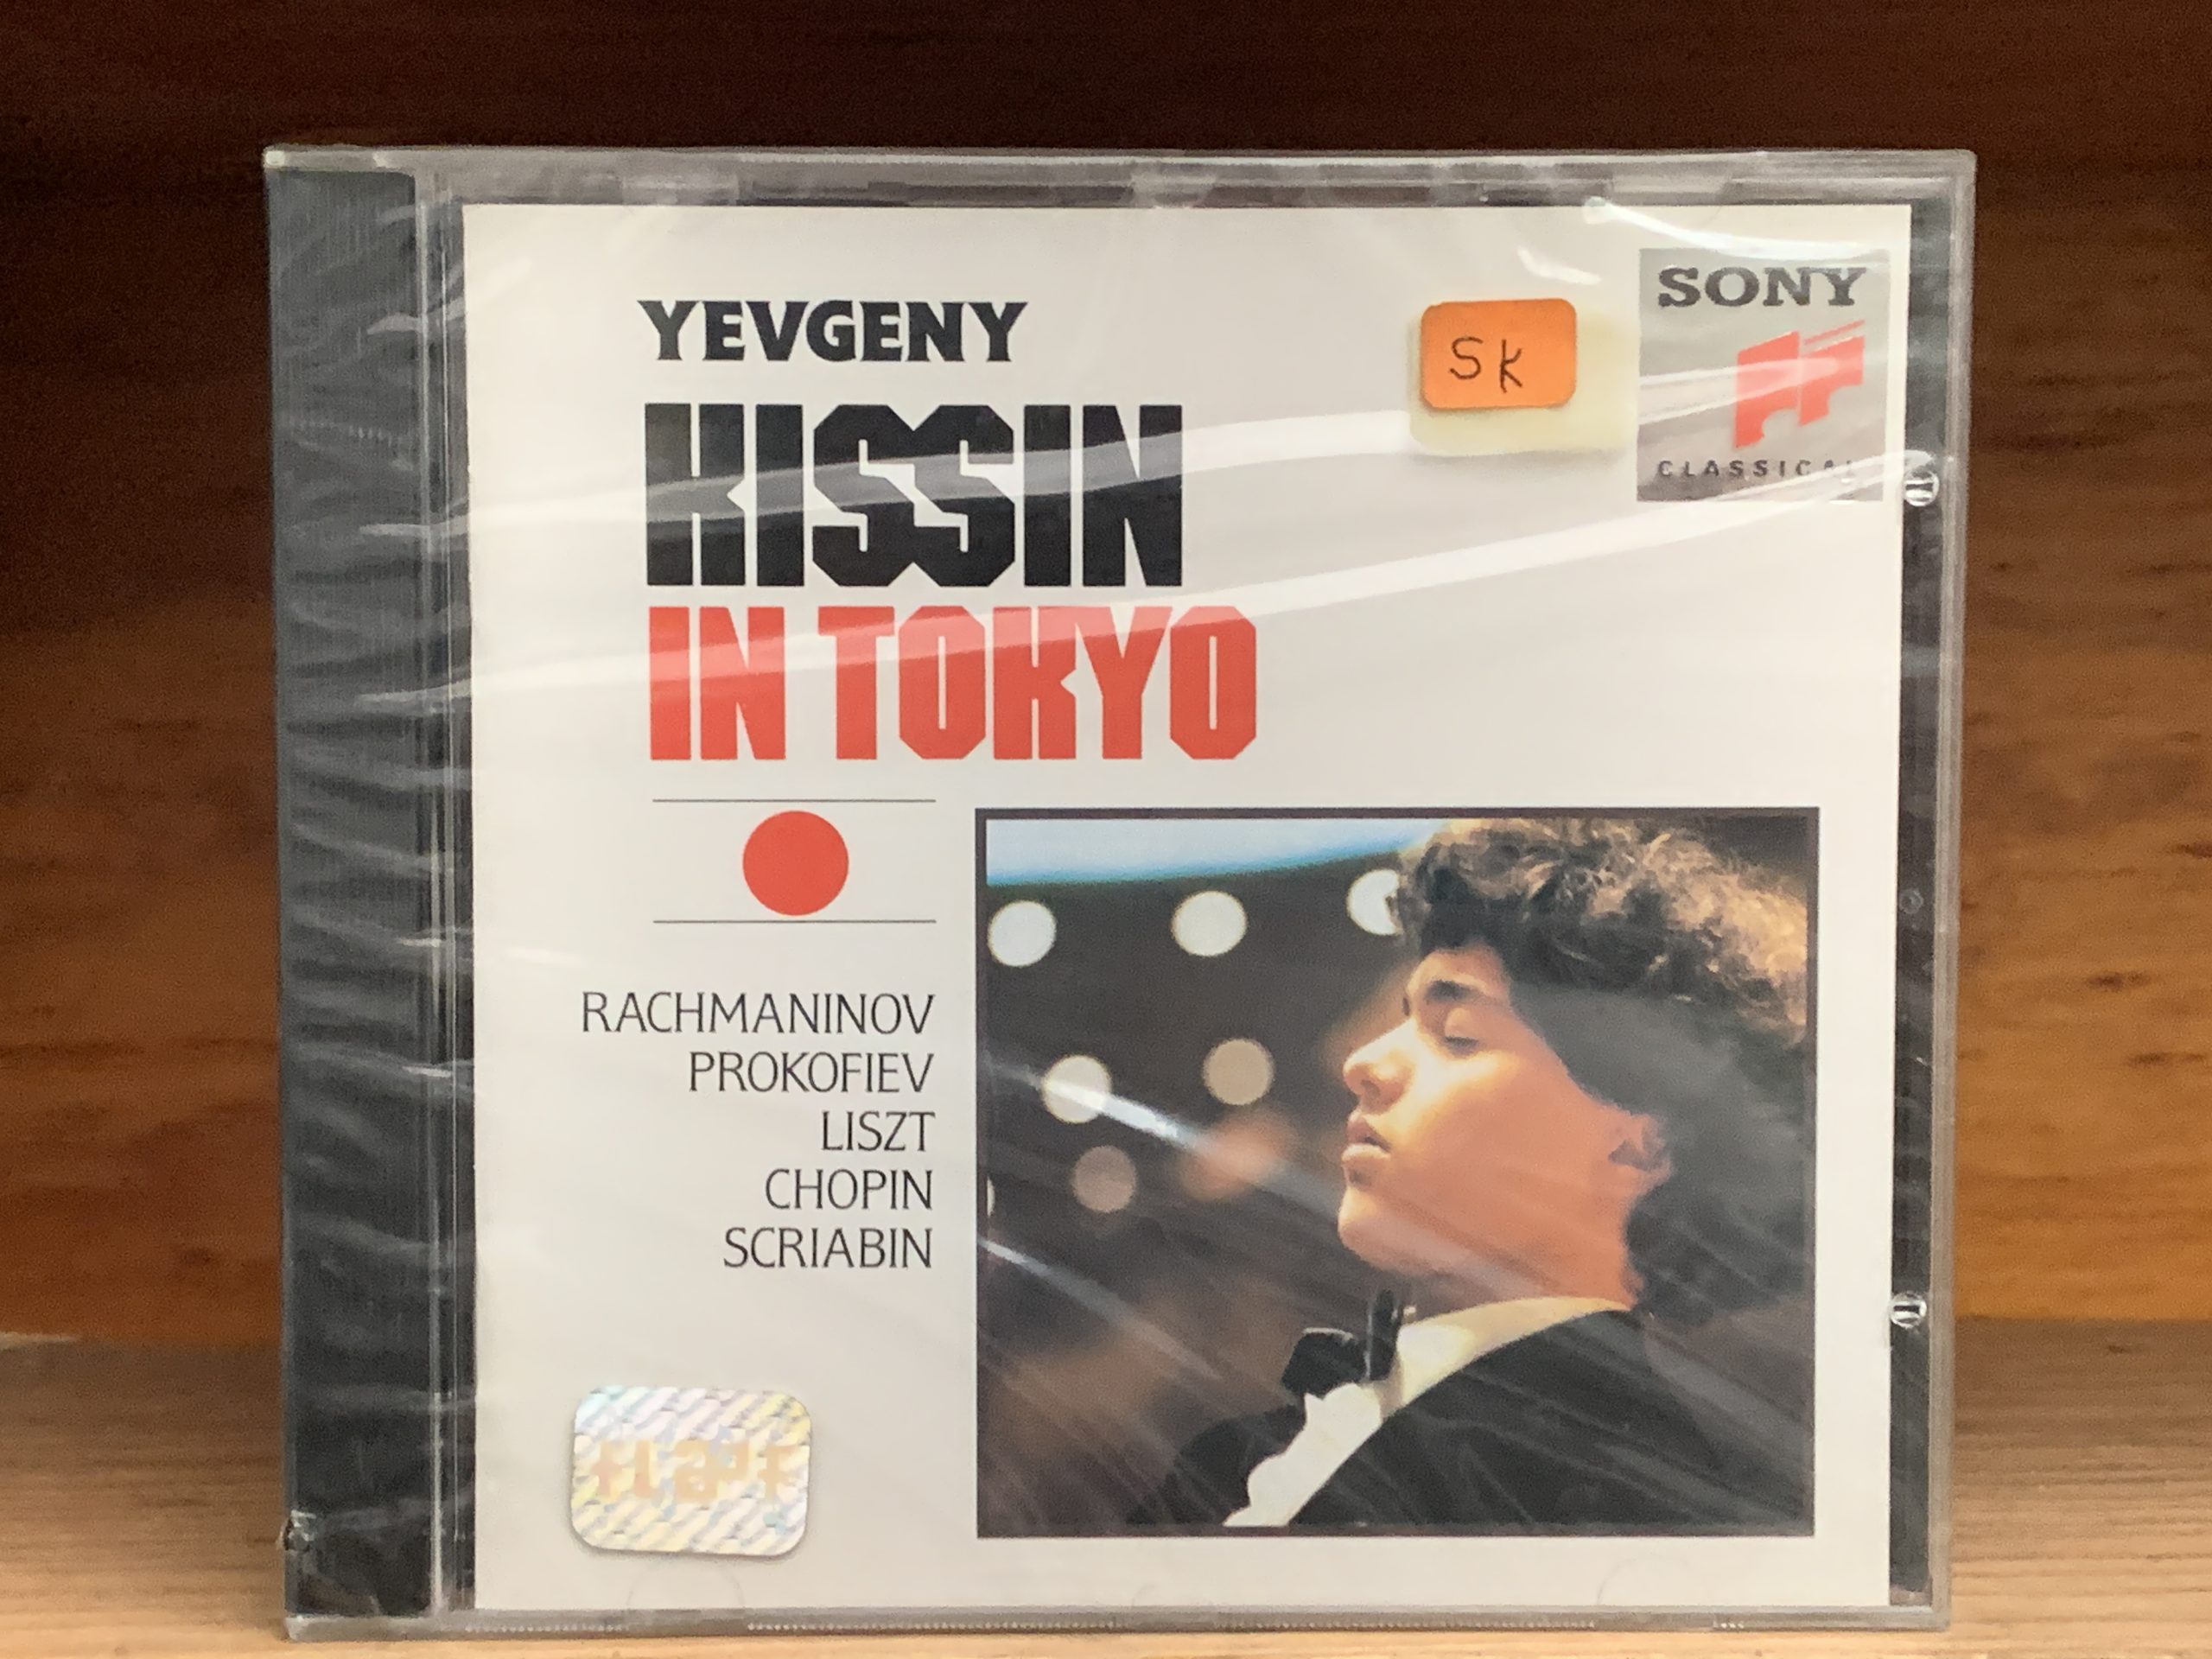 YEVGENY
KISSIN
IN TOKYO
SK
SONY
CLASSICAL
RACHMANINOV
PROKOFIEV
LISZT
CHOPIN
SCRIABIN